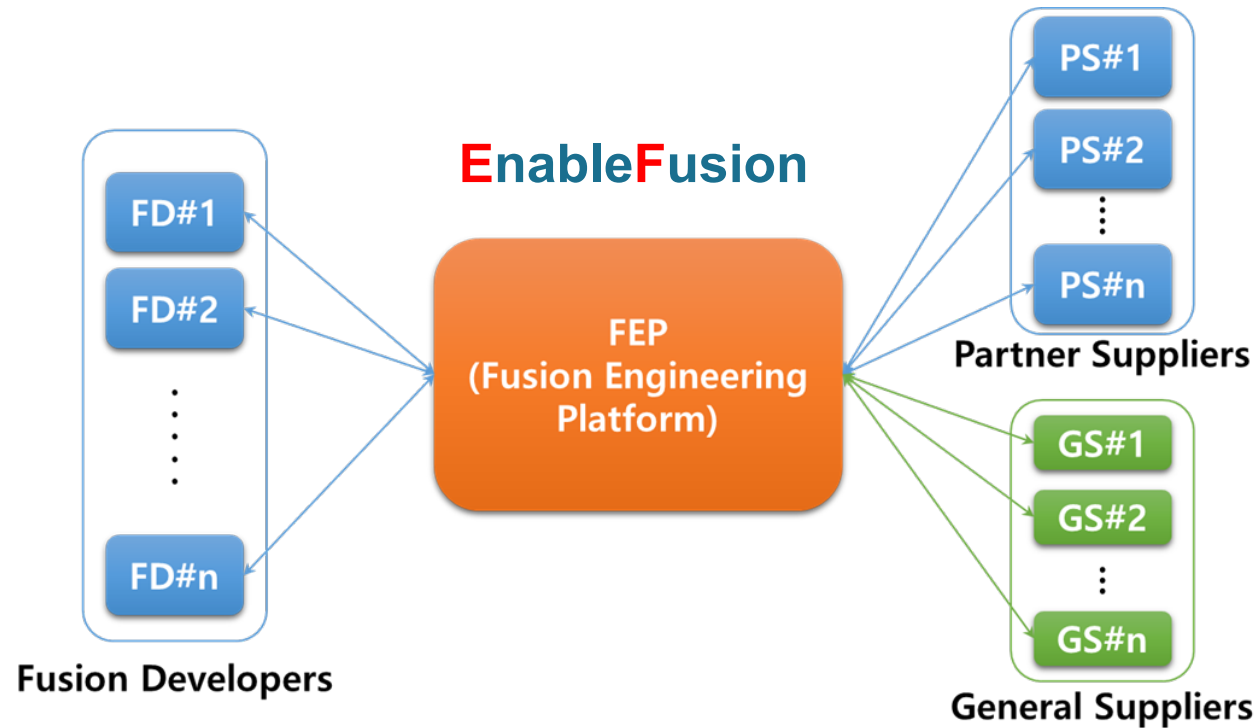 EnableFusion
FD#1
FD#2
FD#n
Fusion Developers
FEP
(Fusion Engineering
Platform)
PS#1
PS#2
PS#n
Partner Suppliers
GS#1
GS#2
GS#n
General Suppliers